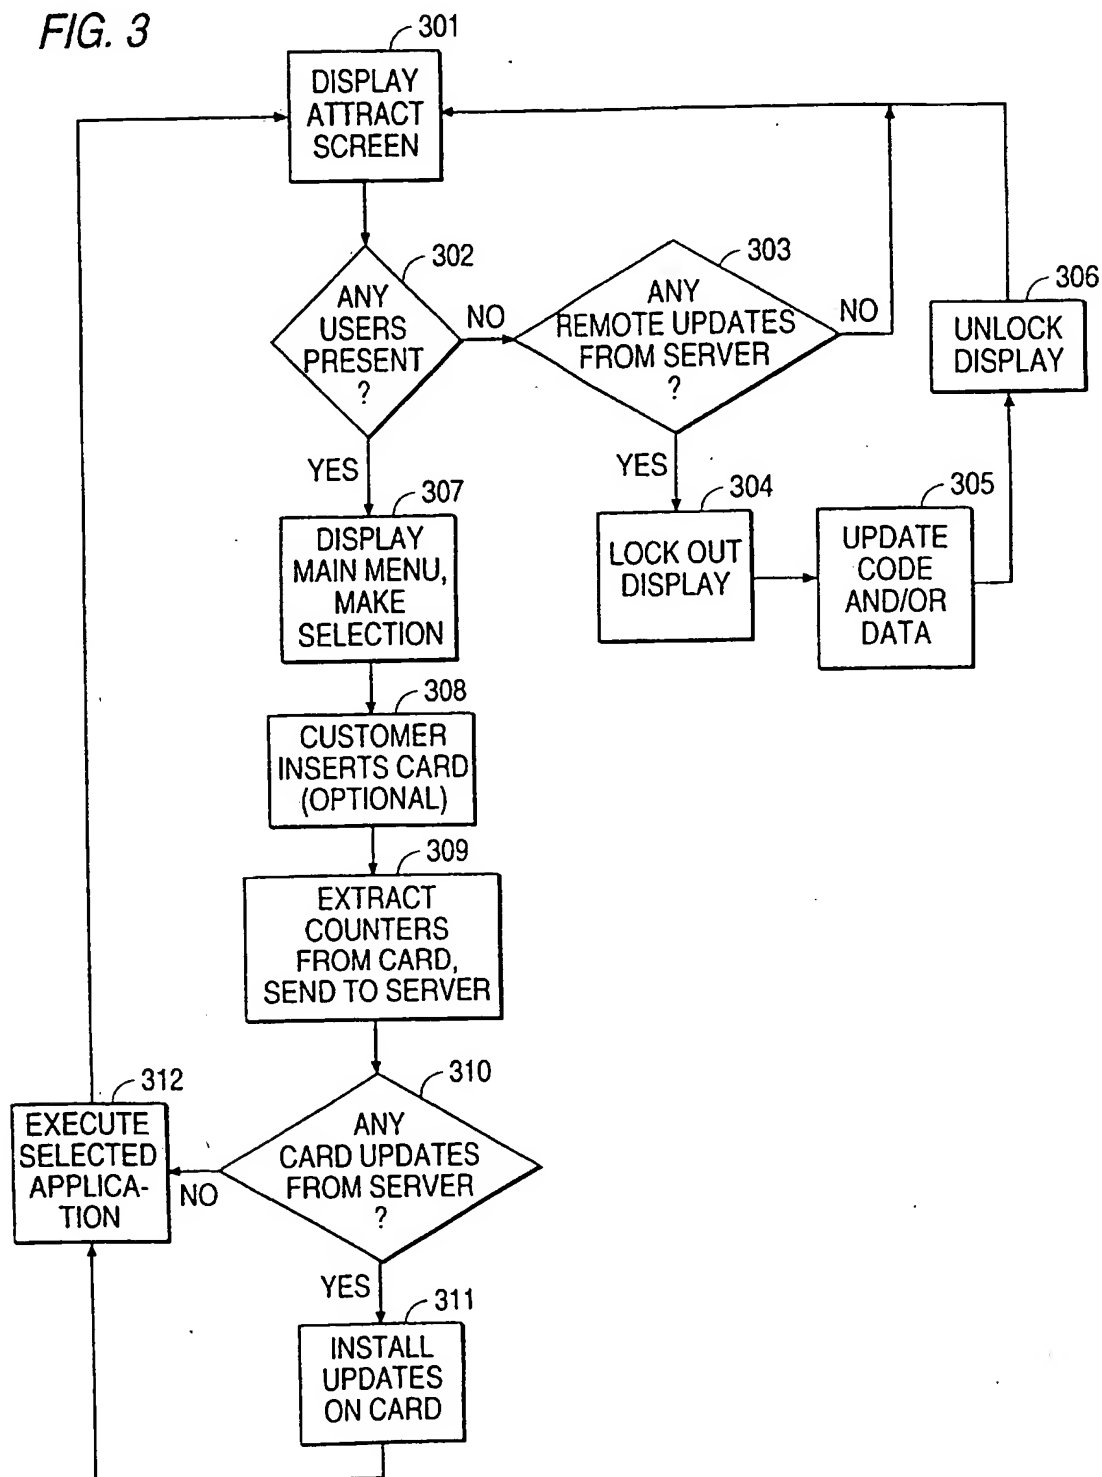 FIG. 3
301
DISPLAY
ATTRACT
SCREEN
302
ANY
USERS
PRESENT
?
NO
303
ANY
REMOTE UPDATES
FROM SERVER
?
NO
306
UNLOCK
DISPLAY
YES
YES
304
LOCK OUT
DISPLAY
305
UPDATE
CODE
AND/OR
DATA
307
DISPLAY
MAIN MENU,
MAKE
SELECTION
308
CUSTOMER
INSERTS CARD
(OPTIONAL)
309
EXTRACT
COUNTERS
FROM CARD,
SEND TO SERVER
310
ANY
CARD UPDATES
FROM SERVER
?
NO
312
EXECUTE
SELECTED
APPLICA-
TION
YES
311
INSTALL
UPDATES
ON CARD